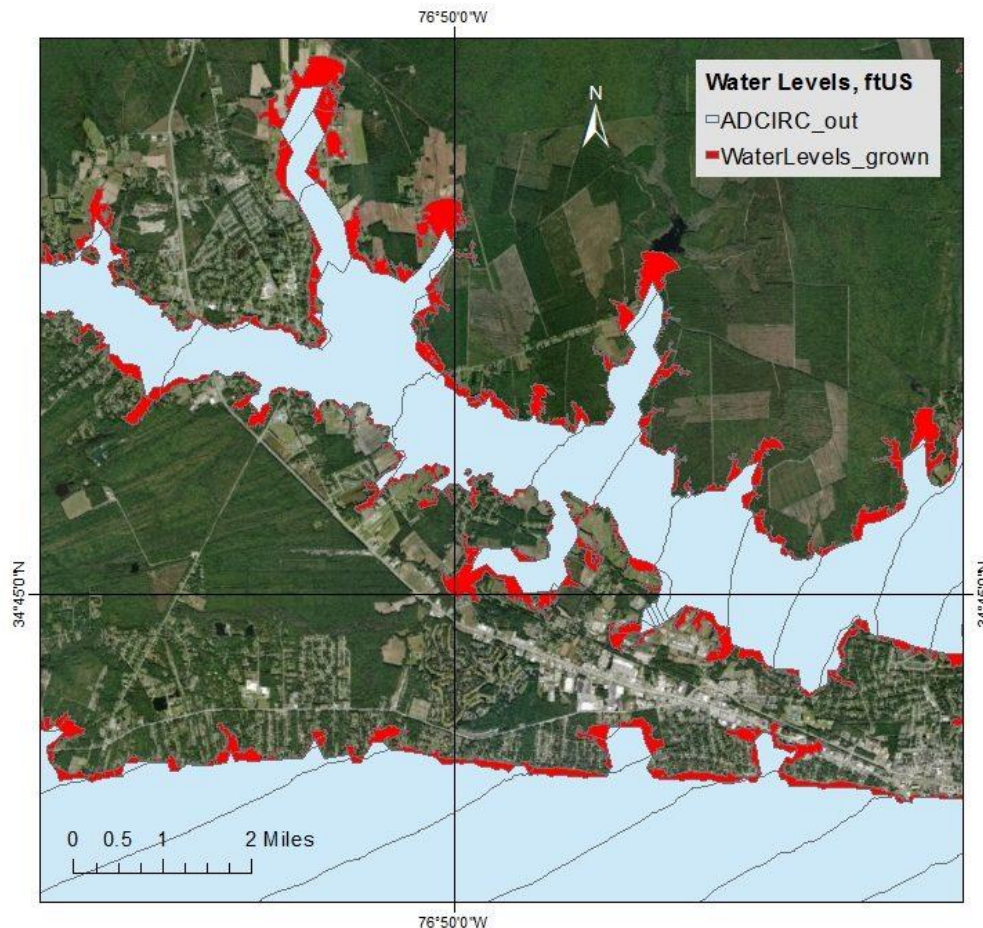 76°50'0"W
N
Water Levels, ftUS
ADCIRC_out
WaterLevels_grown
34°45'0"N
34°45'0"N
0 0.5 1 2 Miles
76°50'0"W